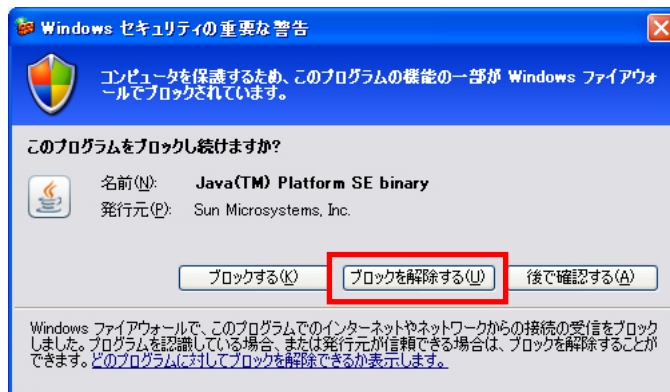 Windows セキュリティの重要な警告
コンピュータを保護するため、このプログラムの機能の一部が Windows ファイアウォ
ールでブロックされています。
このプログラムをブロックし続けますか?
名前(N): Java(TM) Platform SE binary
発行元(P): Sun Microsystems, Inc.
ブロックする(K) ブロックを解除する(U) 後で確認する(A)
Windows ファイアウォールで、このプログラムでのインターネットやネットワークからの接続の受信をブロック
しました。プログラムを認識している場合、または発行元が信頼できる場合は、ブロックを解除することが
できます。どのプログラムに対してブロックを解除できるか表示します。